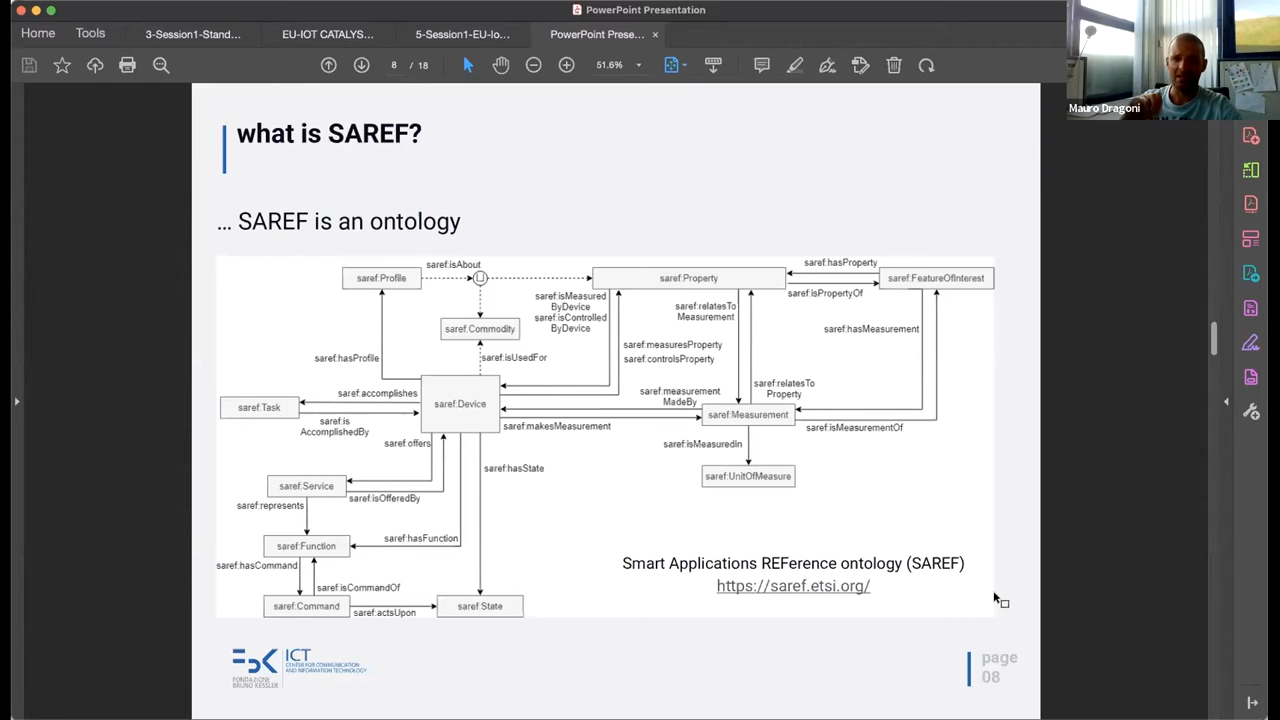 PowerPoint Presentation
Home
Tools
3-Session1-Stand...
EU-IOT CATALYS...
5-Session1-EU-Io...
PowerPoint Prese...
×
8 / 18
51.6%
Mauro Dragoni
what is SAREF?
... SAREF is an ontology
saref:isAbout
saref:hasProperty
saref:Profile
saref:Property
saref:FeatureOfInterest
saref:isPropertyOf
saref:isMeasured
ByDevice
saref:isControlled
ByDevice
saref:relatesTo
Measurement
saref:Commodity
saref:hasMeasurement
saref:measuresProperty
saref:controlsProperty
saref:hasProfile
saref:isUsedFor
saref:accomplishes
saref:measurement
MadeBy
saref:relatesTo
Property
saref:Task
saref:Device
saref:Measurement
saref:is
AccomplishedBy
saref:makesMeasurement
saref:isMeasurementOf
saref:offers
saref:isMeasuredIn
saref:hasState
saref:UnitOfMeasure
saref:Service
saref:isOfferedBy
saref:represents
saref:hasFunction
saref:Function
saref:hasCommand
saref:isCommandOf
saref:Command
saref:actsUpon
saref:State
Smart Applications REFerence ontology (SAREF)
https://saref.etsi.org/
FBK
FONDAZIONE
BRUNO KESSLER
ICT
CENTER FOR COMMUNICATION
AND INFORMATION TECHNOLOGY
page
08